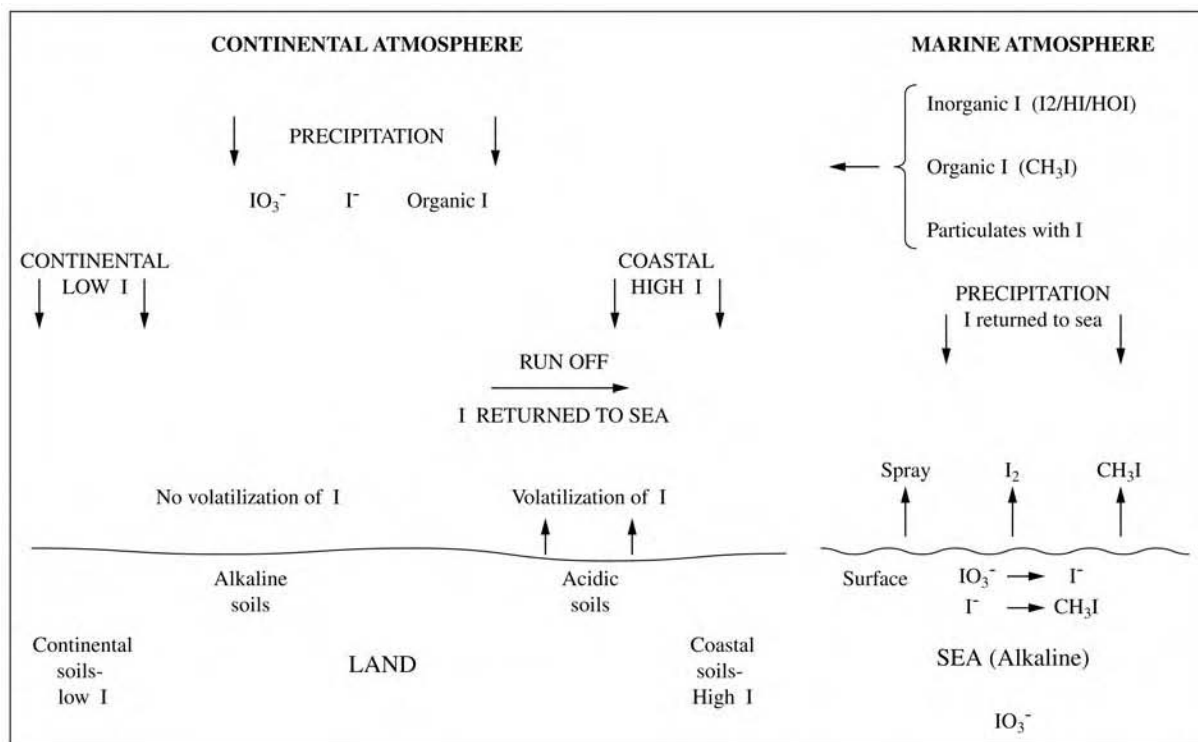 CONTINENTAL ATMOSPHERE
PRECIPITATION
IO₃⁻ I⁻ Organic I
CONTINENTAL
LOW I
COASTAL
HIGH I
RUN OFF
I RETURNED TO SEA
No volatilization of I
Volatilization of I
Alkaline
soils
Acidic
soils
Continental
soils-
low I
LAND
Coastal
soils-
High I
MARINE ATMOSPHERE
Inorganic I (I2/HI/HOI)
Organic I (CH₃I)
Particulates with I
PRECIPITATION
I returned to sea
Spray I₂ CH₃I
Surface IO₃⁻ → I⁻
I⁻ → CH₃I
SEA (Alkaline)
IO₃⁻